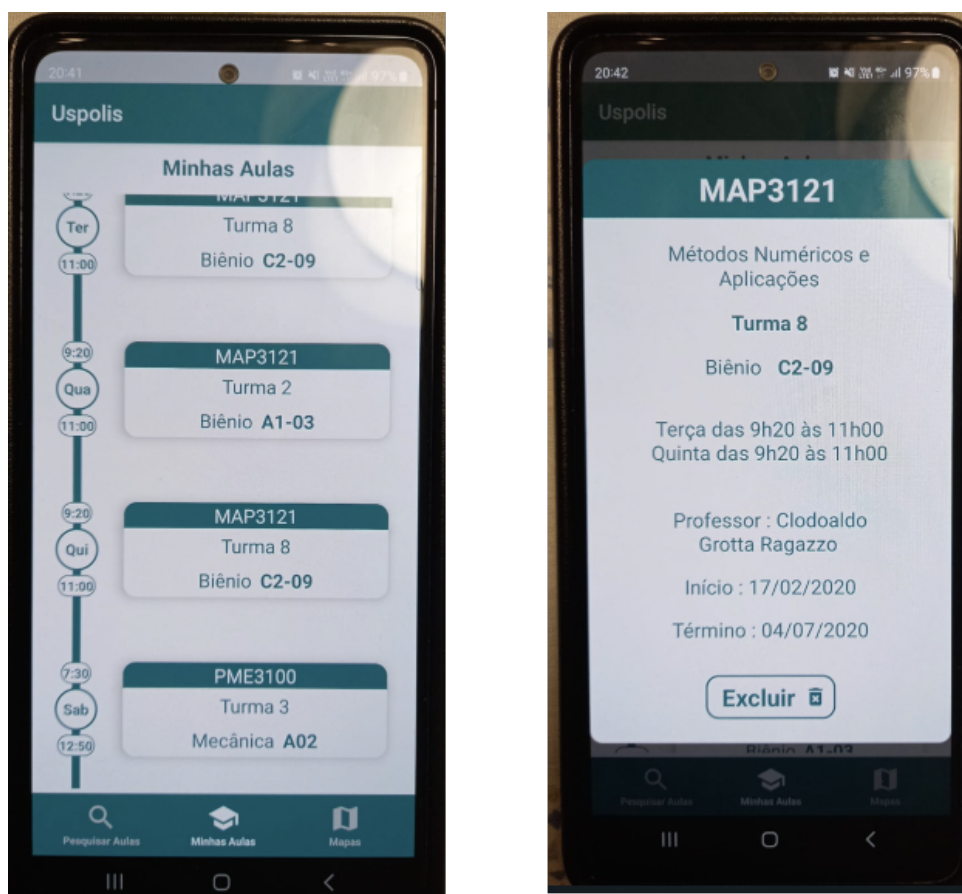 20:41
97%
Uspolis
Minhas Aulas
MAP3121
Ter
Turma 8
11:00
Biênio C2-09
9:20
MAP3121
Qua
Turma 2
11:00
Biênio A1-03
9:20
MAP3121
Qui
Turma 8
11:00
Biênio C2-09
7:30
PME3100
Sab
Turma 3
12:50
Mecânica A02
Pesquisar Aulas
Minhas Aulas
Mapas
20:42
97%
Uspolis
MAP3121
Métodos Numéricos e
Aplicações
Turma 8
Biênio C2-09
Terça das 9h20 às 11h00
Quinta das 9h20 às 11h00
Professor : Clodoaldo
Grotta Ragazzo
Início : 17/02/2020
Término : 04/07/2020
Excluir
Biênio A1-03
Pesquisar Aulas
Minhas Aulas
Mapas